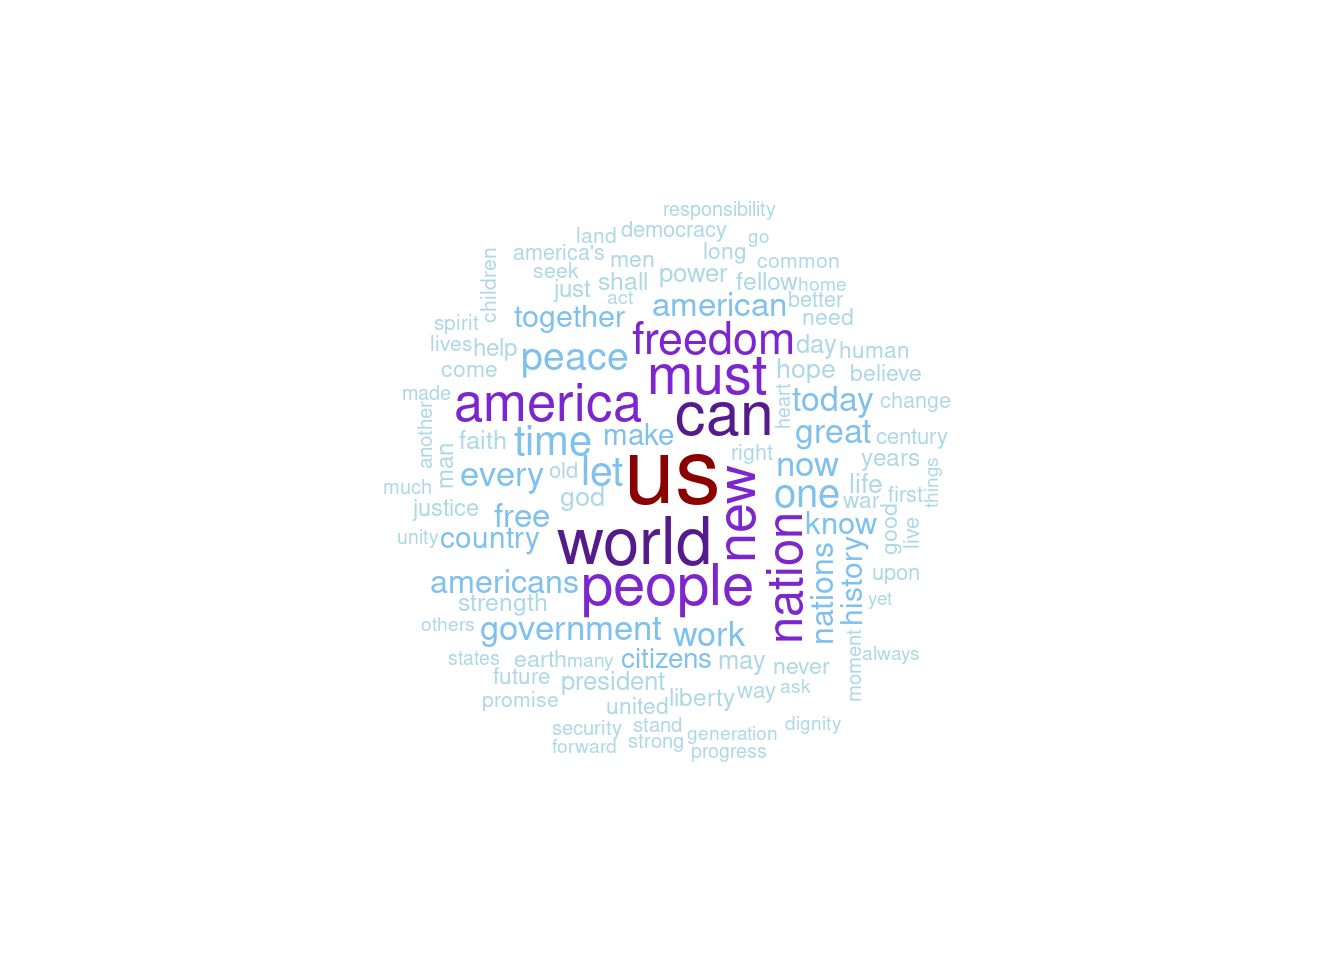 responsibility
land democracy go
america's men long common
children seek just shall act power fellow home
together american better
spirit freedom need
lives help peace day human
come must hope believe
made america can heart today change
another faith time make great century
man every old let us right now years
much god new one life war first things
justice free know good live
unity country world nation nations history
americans people upon
strength yet
others government work
states earth many citizens may never moment always
future president
promise united liberty way ask
security stand generation dignity
forward strong progress